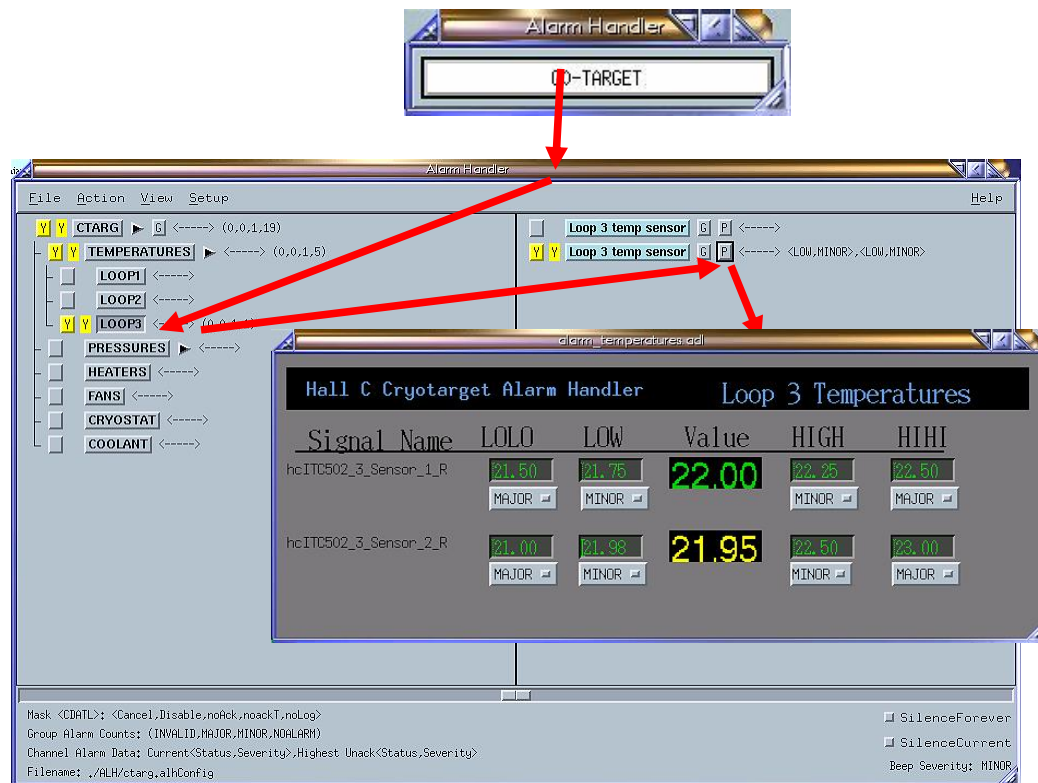 Alarm Handler
-TARGET
Alarm Handler
File Action View Setup Help
Y Y CTARG G <-----> (0,0,1,19)
Y Y TEMPERATURES <-----> (0,0,1,5)
LOOP1 <----->
LOOP2 <----->
Y Y LOOP3
PRESSURES <----->
HEATERS <----->
FANS <----->
CRYOSTAT <----->
COOLANT <----->
Loop 3 temp sensor G P <----->
Y Y Loop 3 temp sensor G P <-----> <LOW,MINOR>,<LOW,MINOR>
alarm_temperatures.adl
Hall C Cryotarget Alarm Handler Loop 3 Temperatures
Signal Name LOLO LOW Value HIGH HIHI
hcITC502_3_Sensor_1_R 21.50 21.75 22.00 22.25 22.50
MAJOR MINOR MINOR MAJOR
hcITC502_3_Sensor_2_R 21.00 21.98 21.95 22.50 23.00
MAJOR MINOR MINOR MAJOR
Mask <CDATL>: <Cancel,Disable,noAck,noackT,noLog>
Group Alarm Counts: (INVALID,MAJOR,MINOR,NOALARM)
Channel Alarm Data: Current<Status,Severity>,Highest Unack<Status,Severity>
Filename: ./ALH/ctarg.alhConfig
SilenceForever
SilenceCurrent
Beep Severity: MINOR